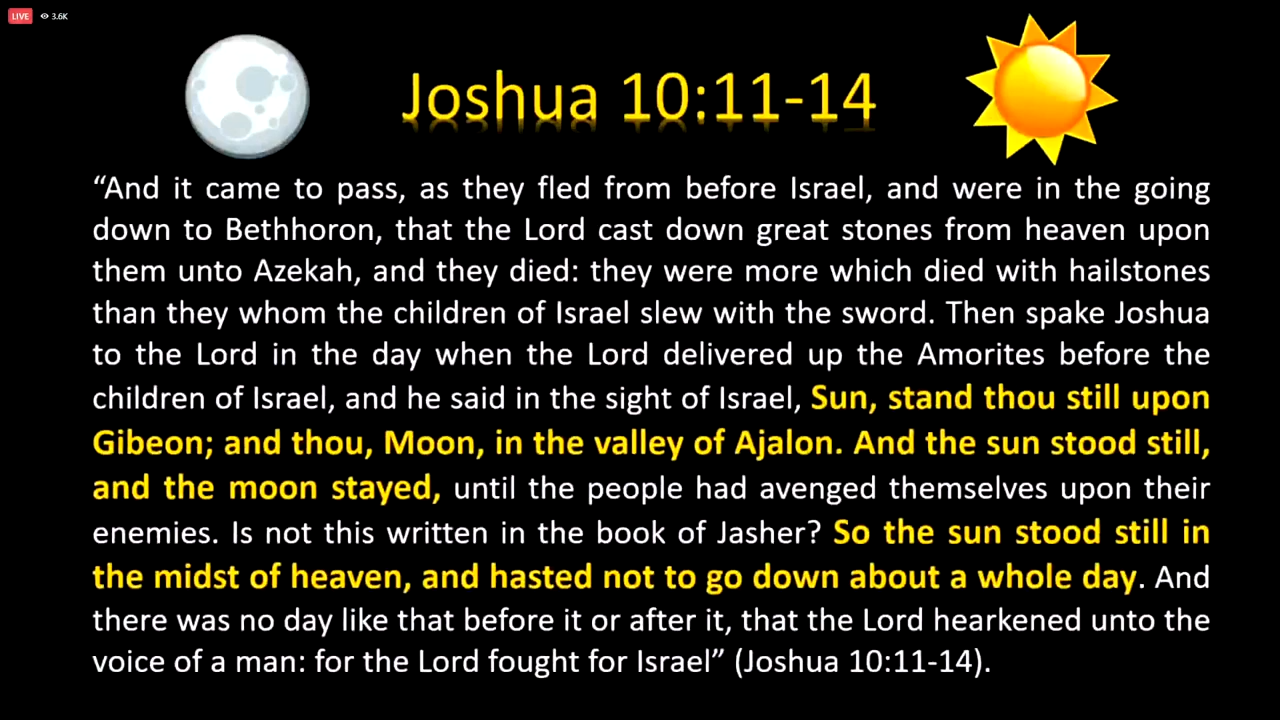 LIVE 3.6K
Joshua 10:11-14
“And it came to pass, as they fled from before Israel, and were in the going
down to Bethhoron, that the Lord cast down great stones from heaven upon
them unto Azekah, and they died: they were more which died with hailstones
than they whom the children of Israel slew with the sword. Then spake Joshua
to the Lord in the day when the Lord delivered up the Amorites before the
children of Israel, and he said in the sight of Israel, Sun, stand thou still upon
Gibeon; and thou, Moon, in the valley of Ajalon. And the sun stood still,
and the moon stayed, until the people had avenged themselves upon their
enemies. Is not this written in the book of Jasher? So the sun stood still in
the midst of heaven, and hasted not to go down about a whole day. And
there was no day like that before it or after it, that the Lord hearkened unto the
voice of a man: for the Lord fought for Israel” (Joshua 10:11-14).